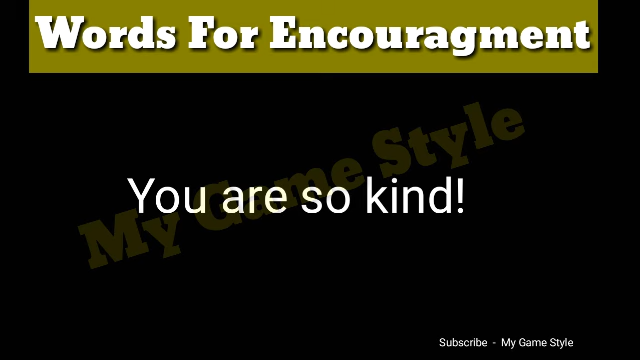 Words For Encouragment
My Game Style
You are so kind!
Subscribe - My Game Style